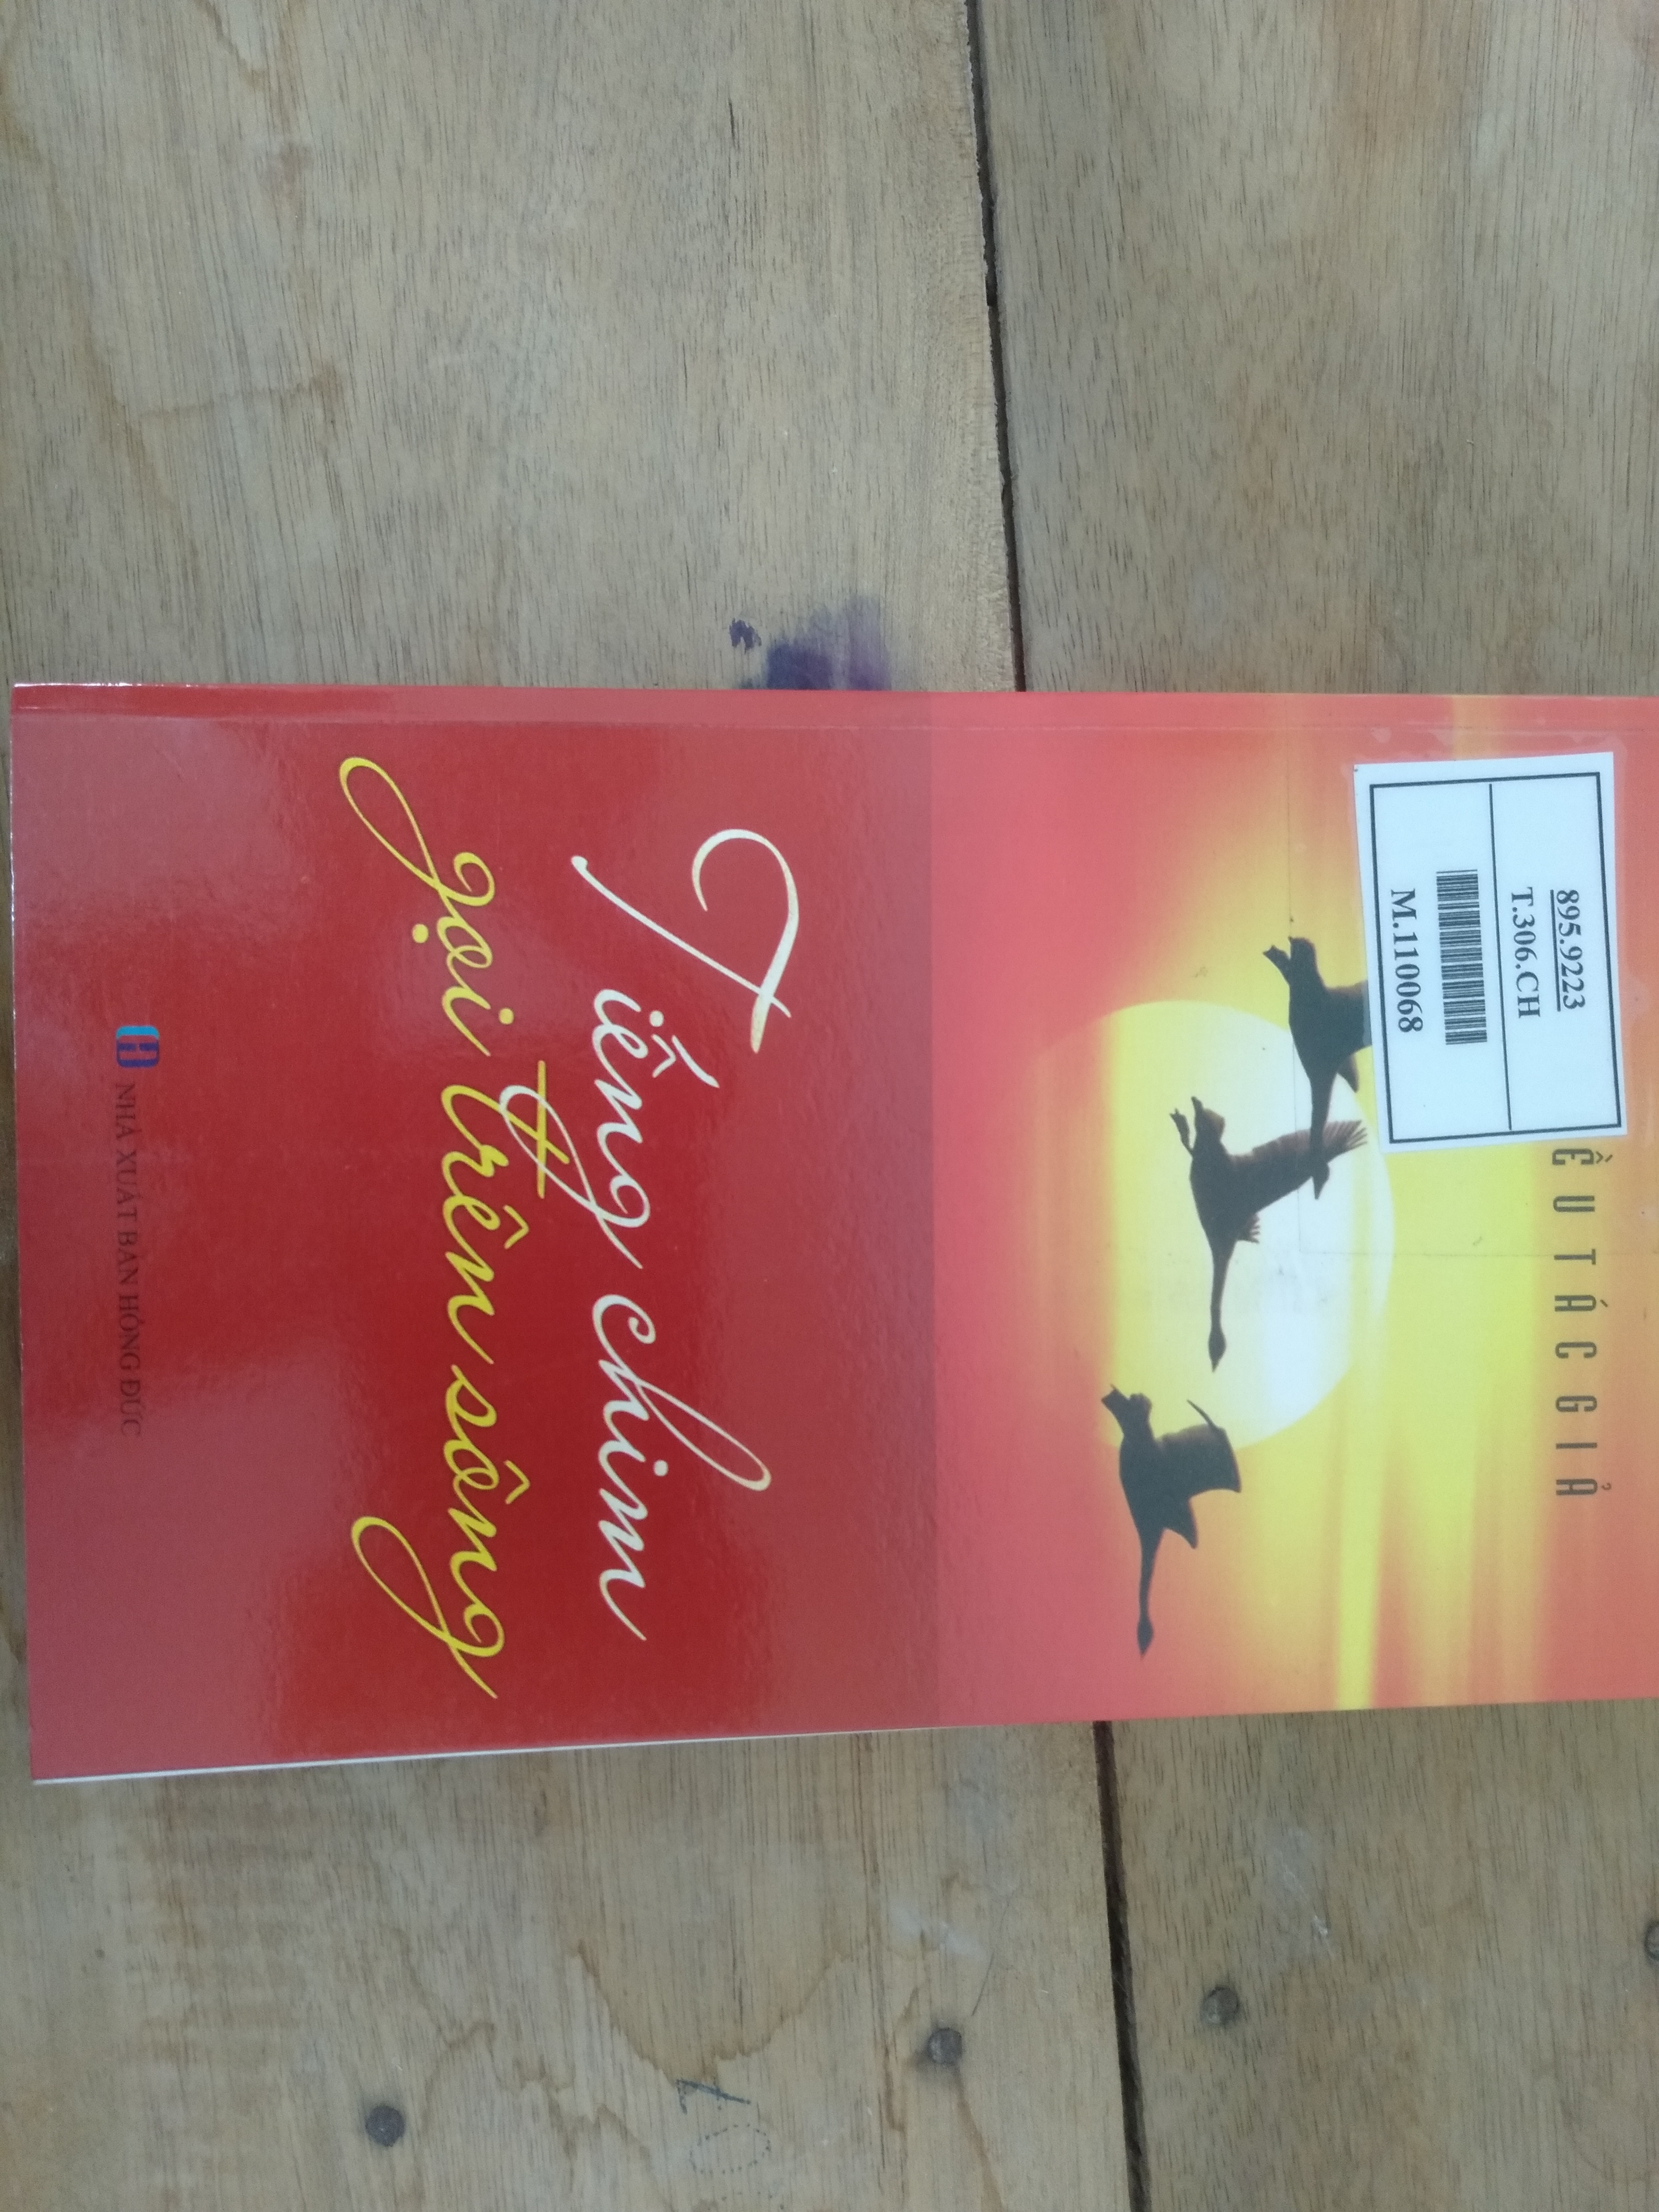 895.9223
T.306.CH
M.110068
ỀU TÁC GIẢ
Tiếng chim
gọi trên sông
NHÀ XUẤT BẢN HỒNG ĐỨC